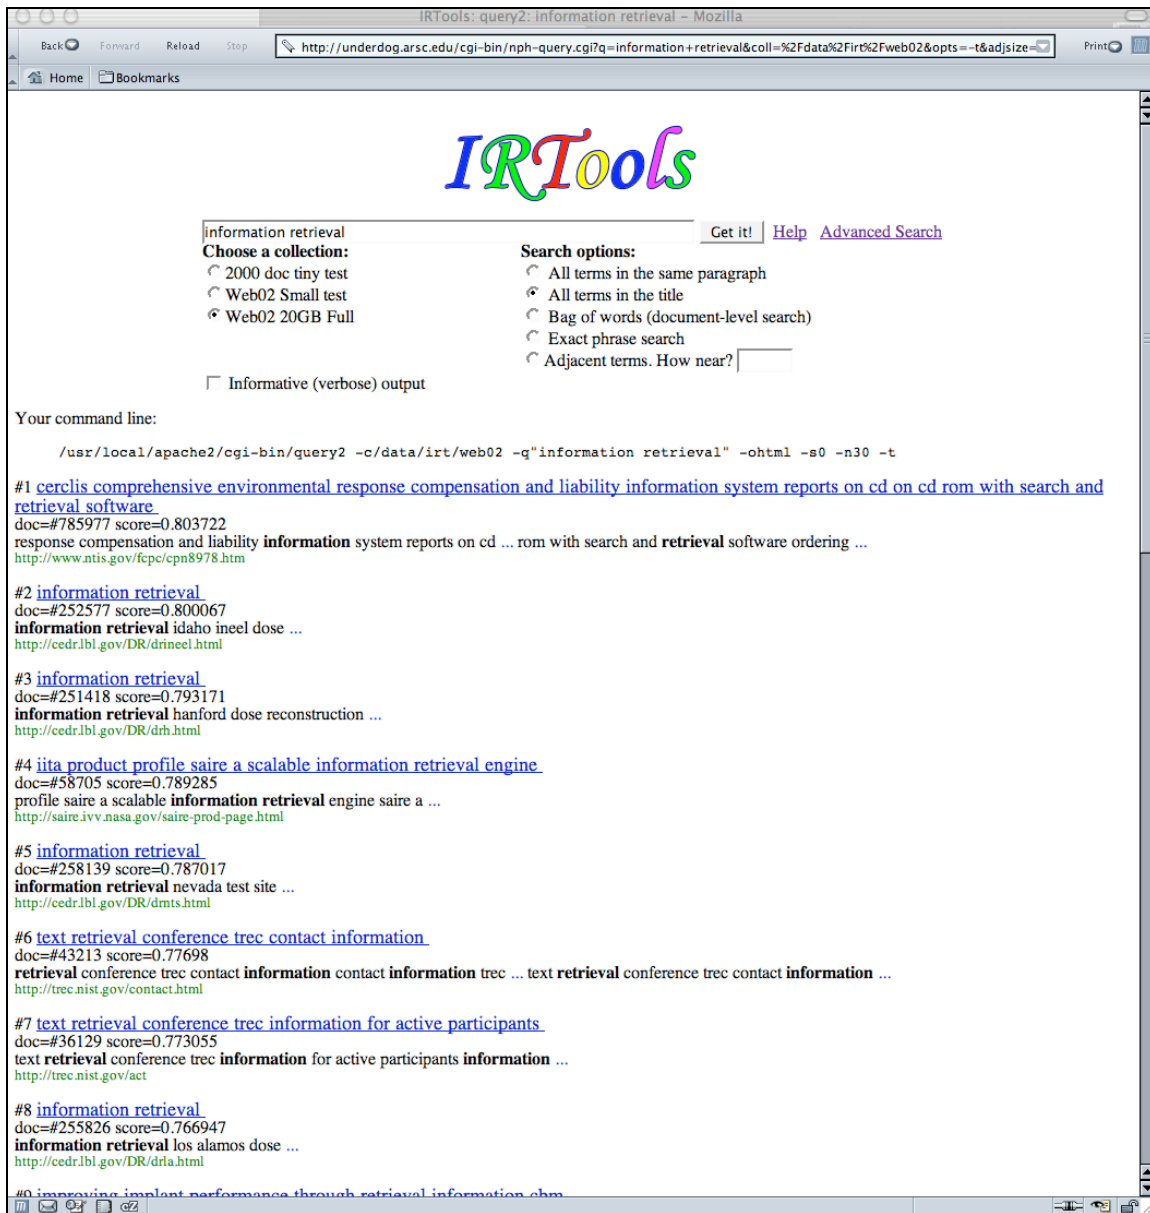 IRTools: query2: information retrieval – Mozilla
Back Forward Reload Stop http://underdog.arsc.edu/cgi-bin/nph-query.cgi?q=information+retrieval&coll=%2Fdata%2Firt%2Fweb02&opts=-t&adjsize= Print
Home Bookmarks
IRTools
information retrieval Get it! Help Advanced Search
Choose a collection: Search options:
2000 doc tiny test All terms in the same paragraph
Web02 Small test All terms in the title
Web02 20GB Full Bag of words (document-level search)
Exact phrase search
Adjacent terms. How near?
Informative (verbose) output
Your command line:
/usr/local/apache2/cgi-bin/query2 -c/data/irt/web02 -q"information retrieval" -ohtml -s0 -n30 -t
#1 cerclis comprehensive environmental response compensation and liability information system reports on cd on cd rom with search and
retrieval software
doc=#785977 score=0.803722
response compensation and liability information system reports on cd ... rom with search and retrieval software ordering ...
http://www.ntis.gov/fcpc/cpn8978.htm
#2 information retrieval
doc=#252577 score=0.800067
information retrieval idaho ineel dose ...
http://cedr.lbl.gov/DR/drineel.html
#3 information retrieval
doc=#251418 score=0.793171
information retrieval hanford dose reconstruction ...
http://cedr.lbl.gov/DR/drh.html
#4 iita product profile saire a scalable information retrieval engine
doc=#58705 score=0.789285
profile saire a scalable information retrieval engine saire a ...
http://saire.ivv.nasa.gov/saire-prod-page.html
#5 information retrieval
doc=#258139 score=0.787017
information retrieval nevada test site ...
http://cedr.lbl.gov/DR/drnts.html
#6 text retrieval conference trec contact information
doc=#43213 score=0.77698
retrieval conference trec contact information contact information trec ... text retrieval conference trec contact information ...
http://trec.nist.gov/contact.html
#7 text retrieval conference trec information for active participants
doc=#36129 score=0.773055
text retrieval conference trec information for active participants information ...
http://trec.nist.gov/act
#8 information retrieval
doc=#255826 score=0.766947
information retrieval los alamos dose ...
http://cedr.lbl.gov/DR/drla.html
#9 improving implant performance through retrieval information cbm